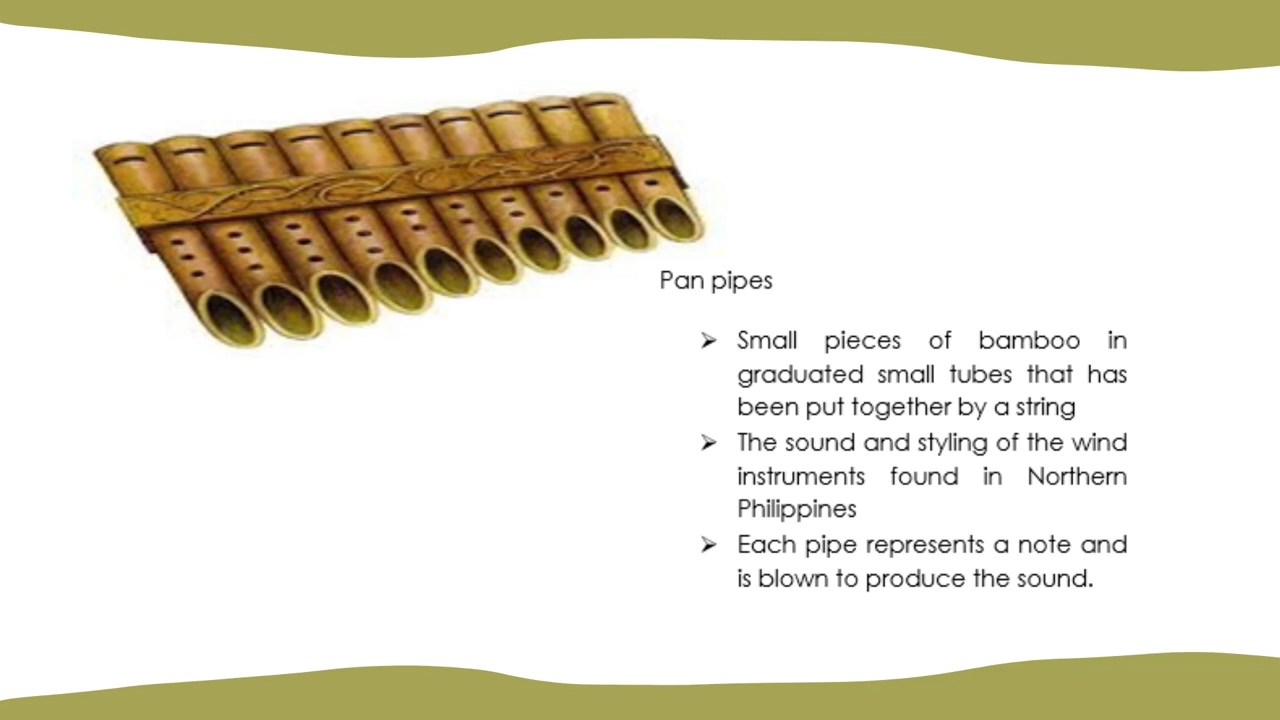 Pan pipes
➢ Small pieces of bamboo in
graduated small tubes that has
been put together by a string
➢ The sound and styling of the wind
instruments found in Northern
Philippines
➢ Each pipe represents a note and
is blown to produce the sound.